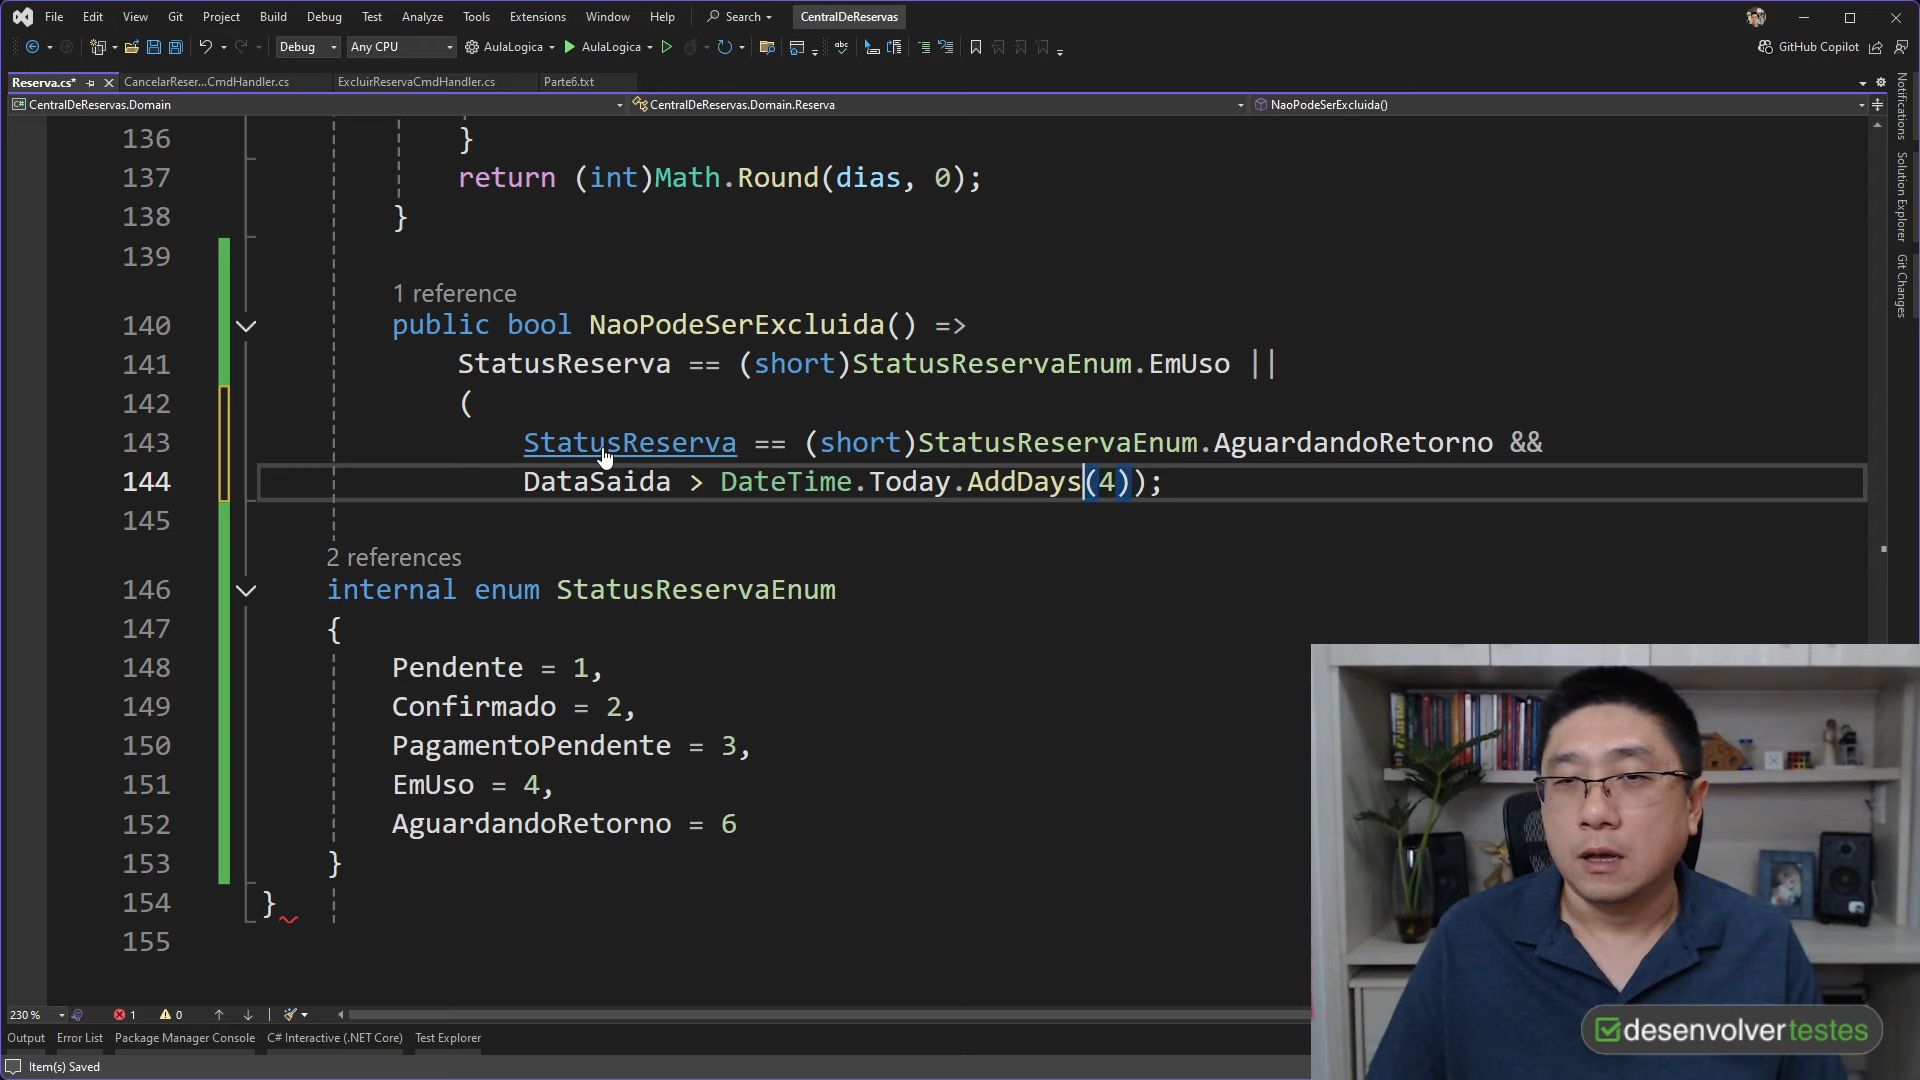 File Edit View Git Project Build Debug Test Analyze Tools Extensions Window Help Search CentralDeReservas
Debug Any CPU AulaLogica AulaLogica GitHub Copilot
Reserva.cs* CancelarReser...CmdHandler.cs ExcluirReservaCmdHandler.cs Parte6.txt
CentralDeReservas.Domain CentralDeReservas.Domain.Reserva NaoPodeSerExcluida()
136 }
137 return (int)Math.Round(dias, 0);
138 }
139
1 reference
140 public bool NaoPodeSerExcluida() =>
141 StatusReserva == (short)StatusReservaEnum.EmUso ||
142 (
143 StatusReserva == (short)StatusReservaEnum.AguardandoRetorno &&
144 DataSaida > DateTime.Today.AddDays(4));
145
2 references
146 internal enum StatusReservaEnum
147 {
148 Pendente = 1,
149 Confirmado = 2,
150 PagamentoPendente = 3,
151 EmUso = 4,
152 AguardandoRetorno = 6
153 }
154 }
155
230 % 1 0
Output Error List Package Manager Console C# Interactive (.NET Core) Test Explorer
Item(s) Saved
Notifications
Solution Explorer
Git Changes
desenvolvertestes